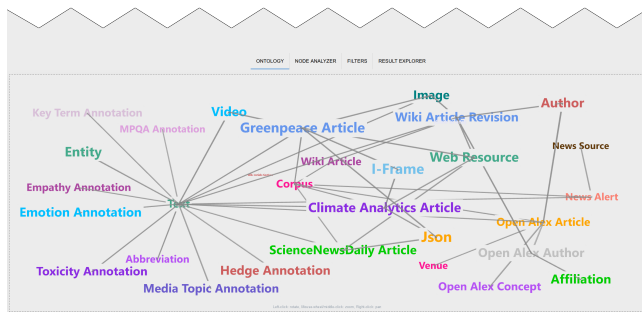 ONTOLOGY NODE ANALYZER FILTERS RESULT EXPLORER
Image
Author
Key Term Annotation
Video
Wiki Article Revision
MPQA Annotation
Greenpeace Article
News Source
Entity
Wiki Article
Web Resource
I-Frame
Empathy Annotation
Corpus
News Alert
Text
Emotion Annotation
Climate Analytics Article
Open Alex Article
Json
ScienceNewsDaily Article
Open Alex Author
Abbreviation
Venue
Toxicity Annotation
Hedge Annotation
Affiliation
Media Topic Annotation
Open Alex Concept